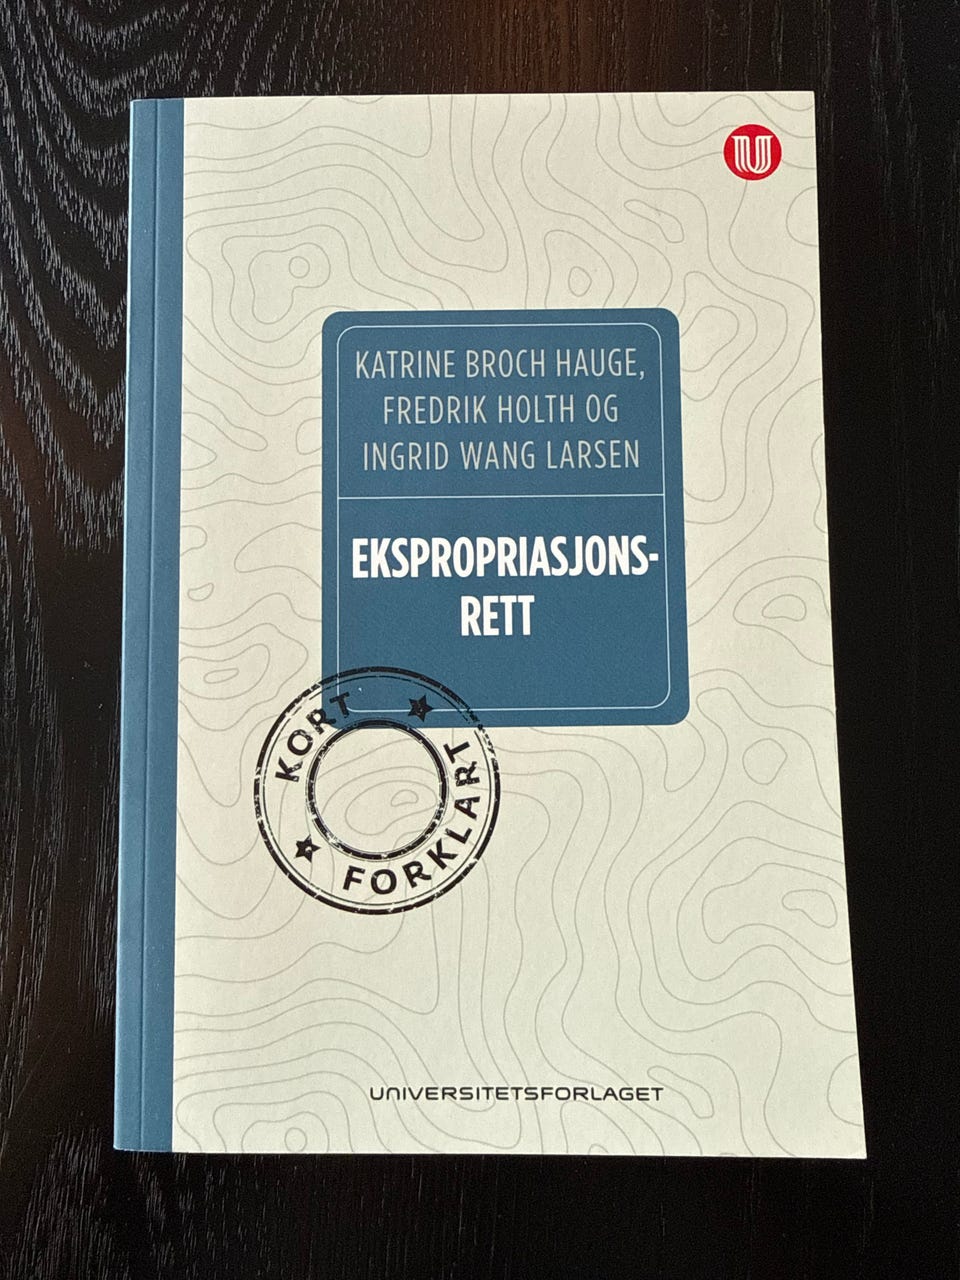 U
KATRINE BROCH HAUGE,
FREDRIK HOLTH OG
INGRID WANG LARSEN
EKSPROPRIASJONS-
RETT
KORT
FORKLART
UNIVERSITETSFORLAGET